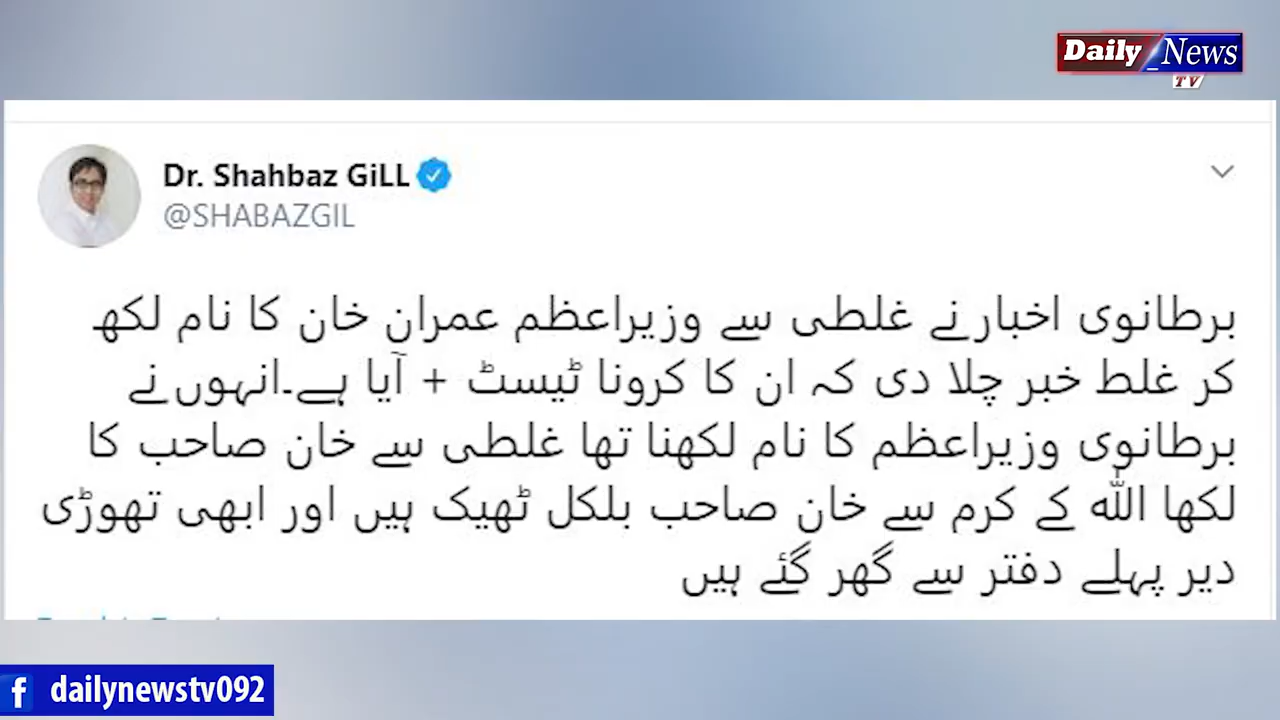 Daily_News
TV
Dr. Shahbaz GiLL
@SHABAZGIL
برطانوی اخبار نے غلطی سے وزیراعظم عمران خان کا نام لکھ
کر غلط خبر چلا دی کہ ان کا کرونا ٹیسٹ + آیا ہے۔انہوں نے
برطانوی وزیراعظم کا نام لکھنا تھا غلطی سے خان صاحب کا
لکھا اللّٰہ کے کرم سے خان صاحب بلکل ٹھیک ہیں اور ابھی تھوڑی
دیر پہلے دفتر سے گھر گئے ہیں
f dailynewstv092